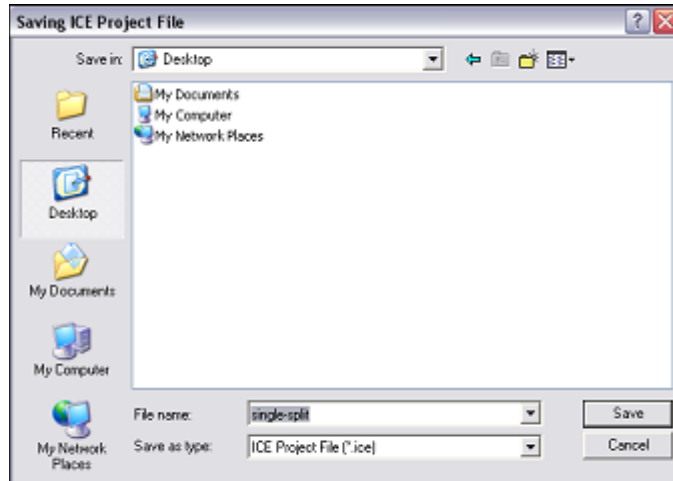 Saving ICE Project File
Save in: Desktop
My Documents
My Computer
My Network Places
Recent
Desktop
My Documents
My Computer
My Network
Places
File name: single-split
Save as type: ICE Project File (*.ice)
Save
Cancel